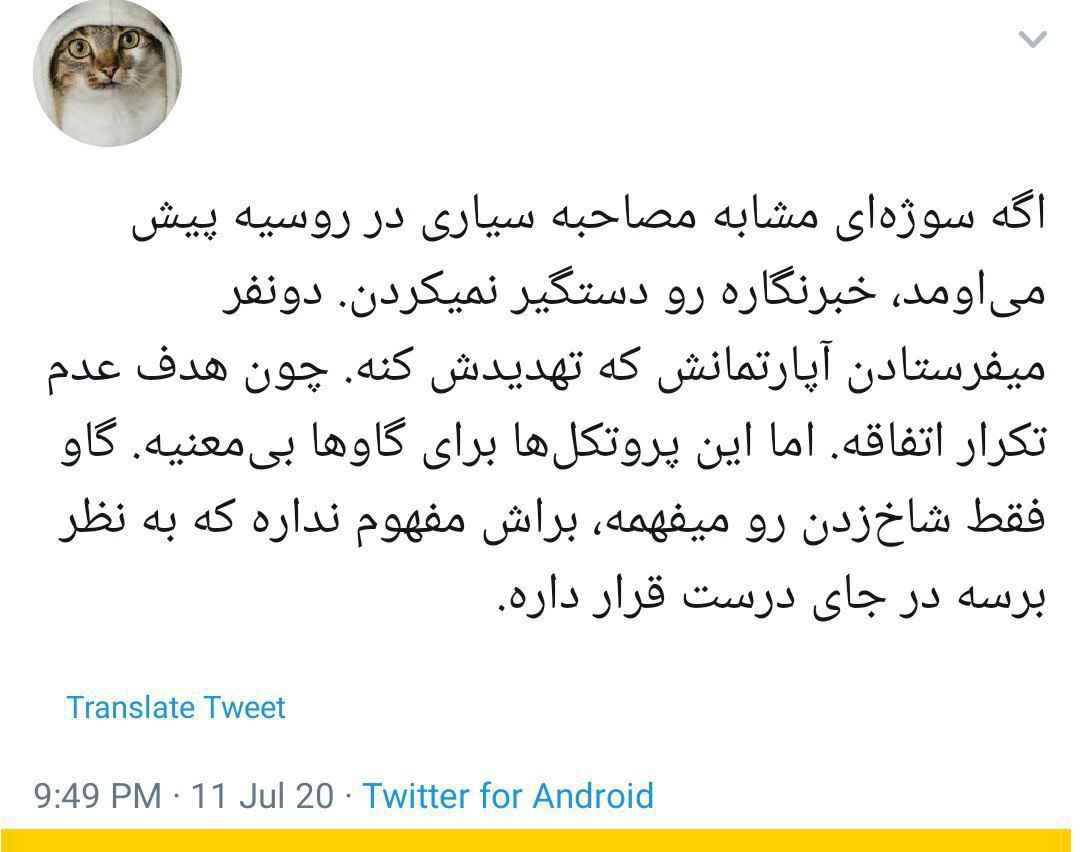 اگه سوژه‌ای مشابه مصاحبه سیاری در روسیه پیش
می‌اومد، خبرنگاره رو دستگیر نمیکردن. دونفر
میفرستادن آپارتمانش که تهدیدش کنه. چون هدف عدم
تکرار اتفاقه. اما این پروتکل‌ها برای گاوها بی‌معنیه. گاو
فقط شاخ‌زدن رو میفهمه، براش مفهوم نداره که به نظر
برسه در جای درست قرار داره.
Translate Tweet
9:49 PM · 11 Jul 20 · Twitter for Android